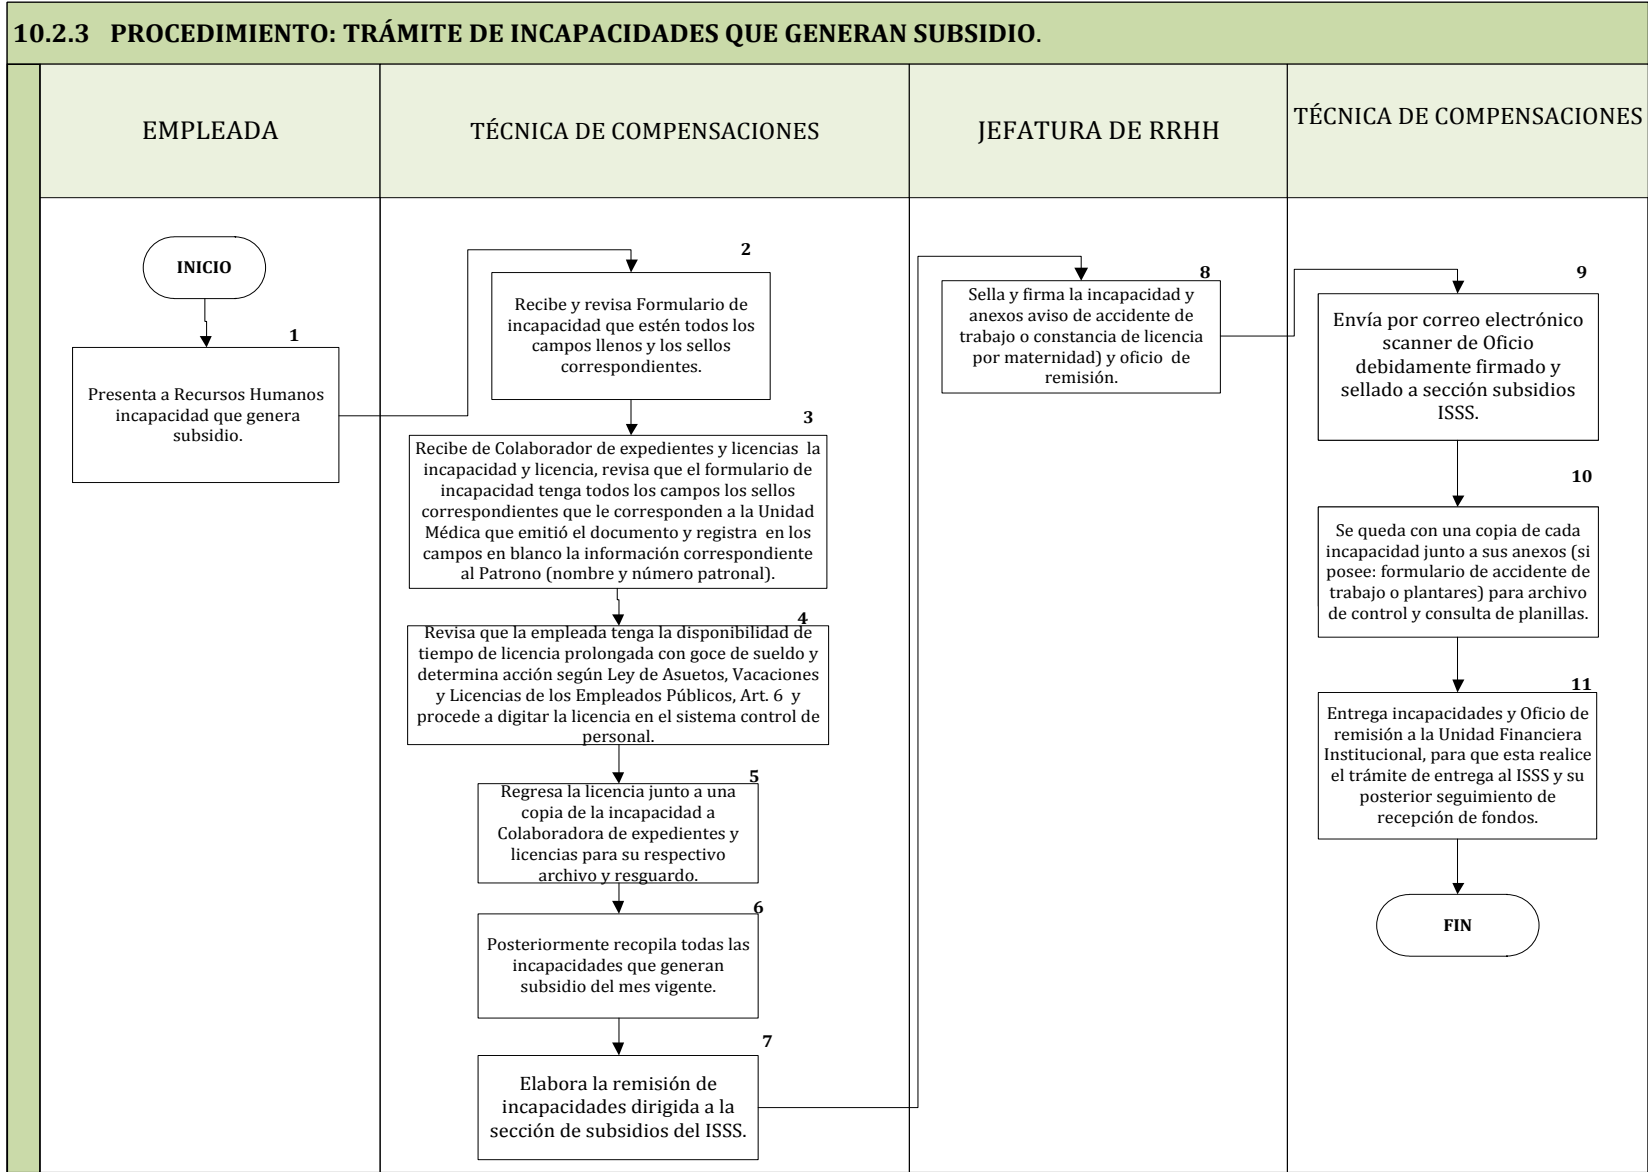 10.2.3 PROCEDIMIENTO: TRÁMITE DE INCAPACIDADES QUE GENERAN SUBSIDIO.
EMPLEADA
TÉCNICA DE COMPENSACIONES
JEFATURA DE RRHH
TÉCNICA DE COMPENSACIONES
INICIO
1
Presenta a Recursos Humanos
incapacidad que genera
subsidio.
2
Recibe y revisa Formulario de
incapacidad que estén todos los
campos llenos y los sellos
correspondientes.
3
Recibe de Colaborador de expedientes y licencias la
incapacidad y licencia, revisa que el formulario de
incapacidad tenga todos los campos los sellos
correspondientes que le corresponden a la Unidad
Médica que emitió el documento y registra en los
campos en blanco la información correspondiente
al Patrono (nombre y número patronal).
4
Revisa que la empleada tenga la disponibilidad de
tiempo de licencia prolongada con goce de sueldo y
determina acción según Ley de Asuetos, Vacaciones
y Licencias de los Empleados Públicos, Art. 6 y
procede a digitar la licencia en el sistema control de
personal.
5
Regresa la licencia junto a una
copia de la incapacidad a
Colaboradora de expedientes y
licencias para su respectivo
archivo y resguardo.
6
Posteriormente recopila todas las
incapacidades que generan
subsidio del mes vigente.
7
Elabora la remisión de
incapacidades dirigida a la
sección de subsidios del ISSS.
8
Sella y firma la incapacidad y
anexos aviso de accidente de
trabajo o constancia de licencia
por maternidad) y oficio de
remisión.
9
Envía por correo electrónico
scanner de Oficio
debidamente firmado y
sellado a sección subsidios
ISSS.
10
Se queda con una copia de cada
incapacidad junto a sus anexos (si
posee: formulario de accidente de
trabajo o plantares) para archivo
de control y consulta de planillas.
11
Entrega incapacidades y Oficio de
remisión a la Unidad Financiera
Institucional, para que esta realice
el trámite de entrega al ISSS y su
posterior seguimiento de
recepción de fondos.
FIN